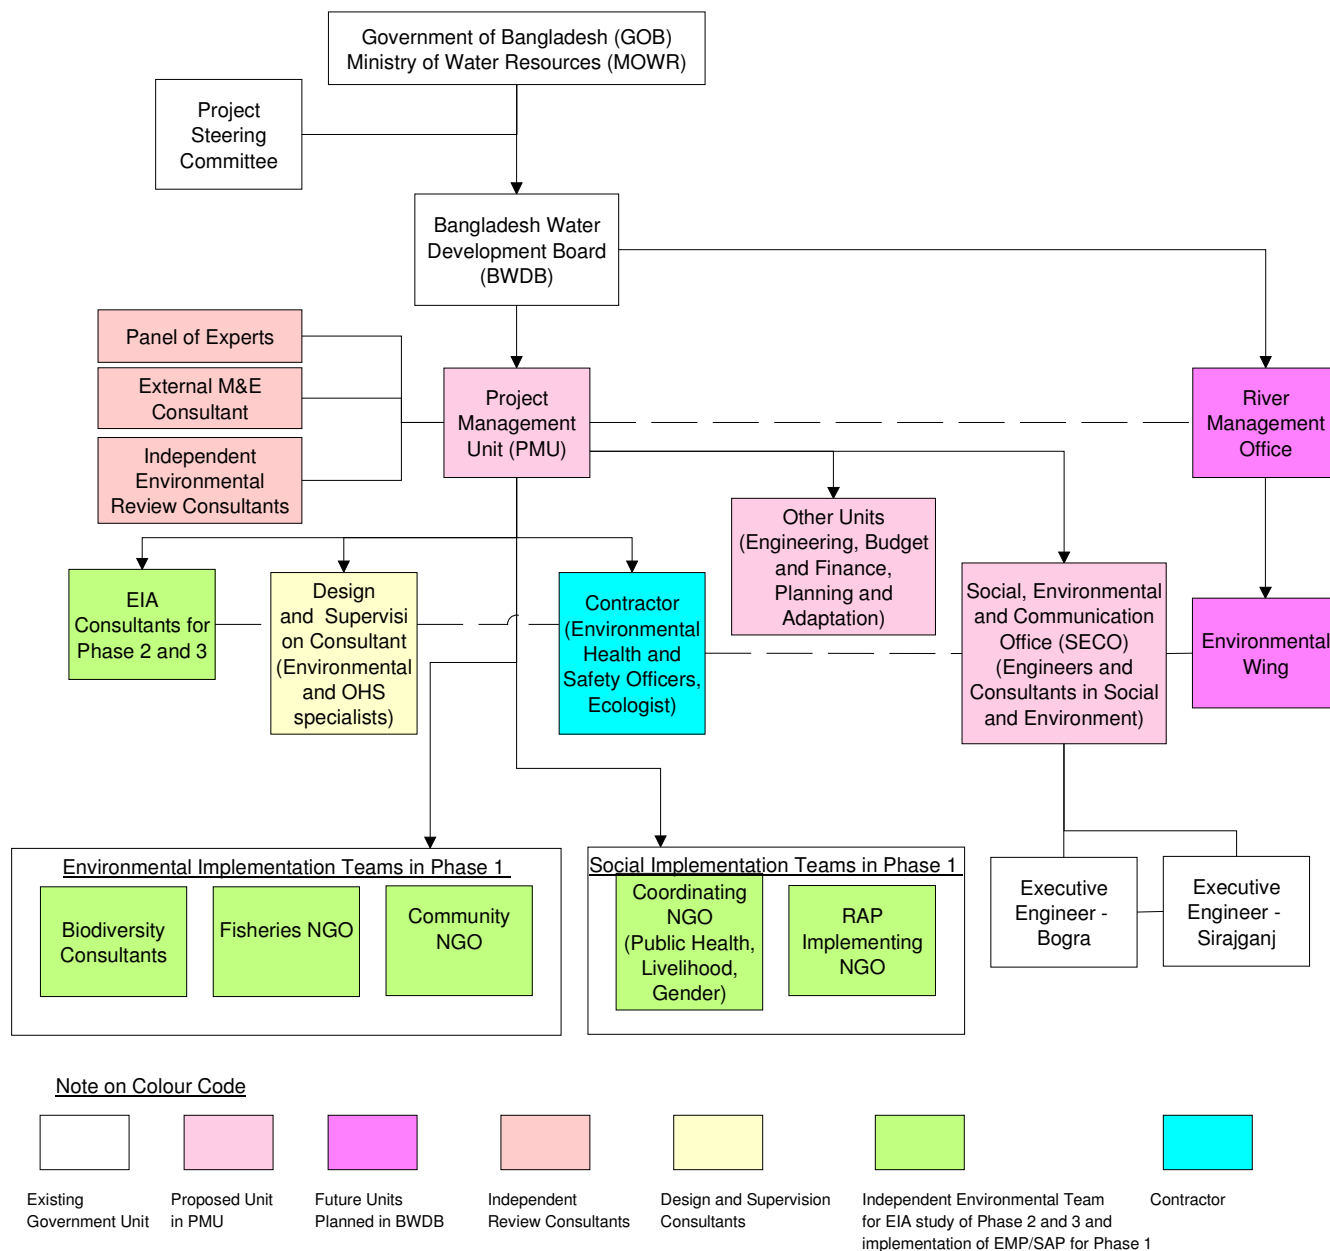 Government of Bangladesh (GOB)
Ministry of Water Resources (MOWR)
Project
Steering
Committee
Bangladesh Water
Development Board
(BWDB)
Panel of Experts
External M&E
Consultant
Independent
Environmental
Review Consultants
Project
Management
Unit (PMU)
River
Management
Office
Other Units
(Engineering, Budget
and Finance,
Planning and
Adaptation)
EIA
Consultants for
Phase 2 and 3
Design
and Supervisi
on Consultant
(Environmental
and OHS
specialists)
Contractor
(Environmental
Health and
Safety Officers,
Ecologist)
Social, Environmental
and Communication
Office (SECO)
(Engineers and
Consultants in Social
and Environment)
Environmental
Wing
Environmental Implementation Teams in Phase 1
Biodiversity
Consultants
Fisheries NGO
Community
NGO
Social Implementation Teams in Phase 1
Coordinating
NGO
(Public Health,
Livelihood,
Gender)
RAP
Implementing
NGO
Executive
Engineer -
Bogra
Executive
Engineer -
Sirajganj
Note on Colour Code
Existing
Government Unit
Proposed Unit
in PMU
Future Units
Planned in BWDB
Independent
Review Consultants
Design and Supervision
Consultants
Independent Environmental Team
for EIA study of Phase 2 and 3 and
implementation of EMP/SAP for Phase 1
Contractor